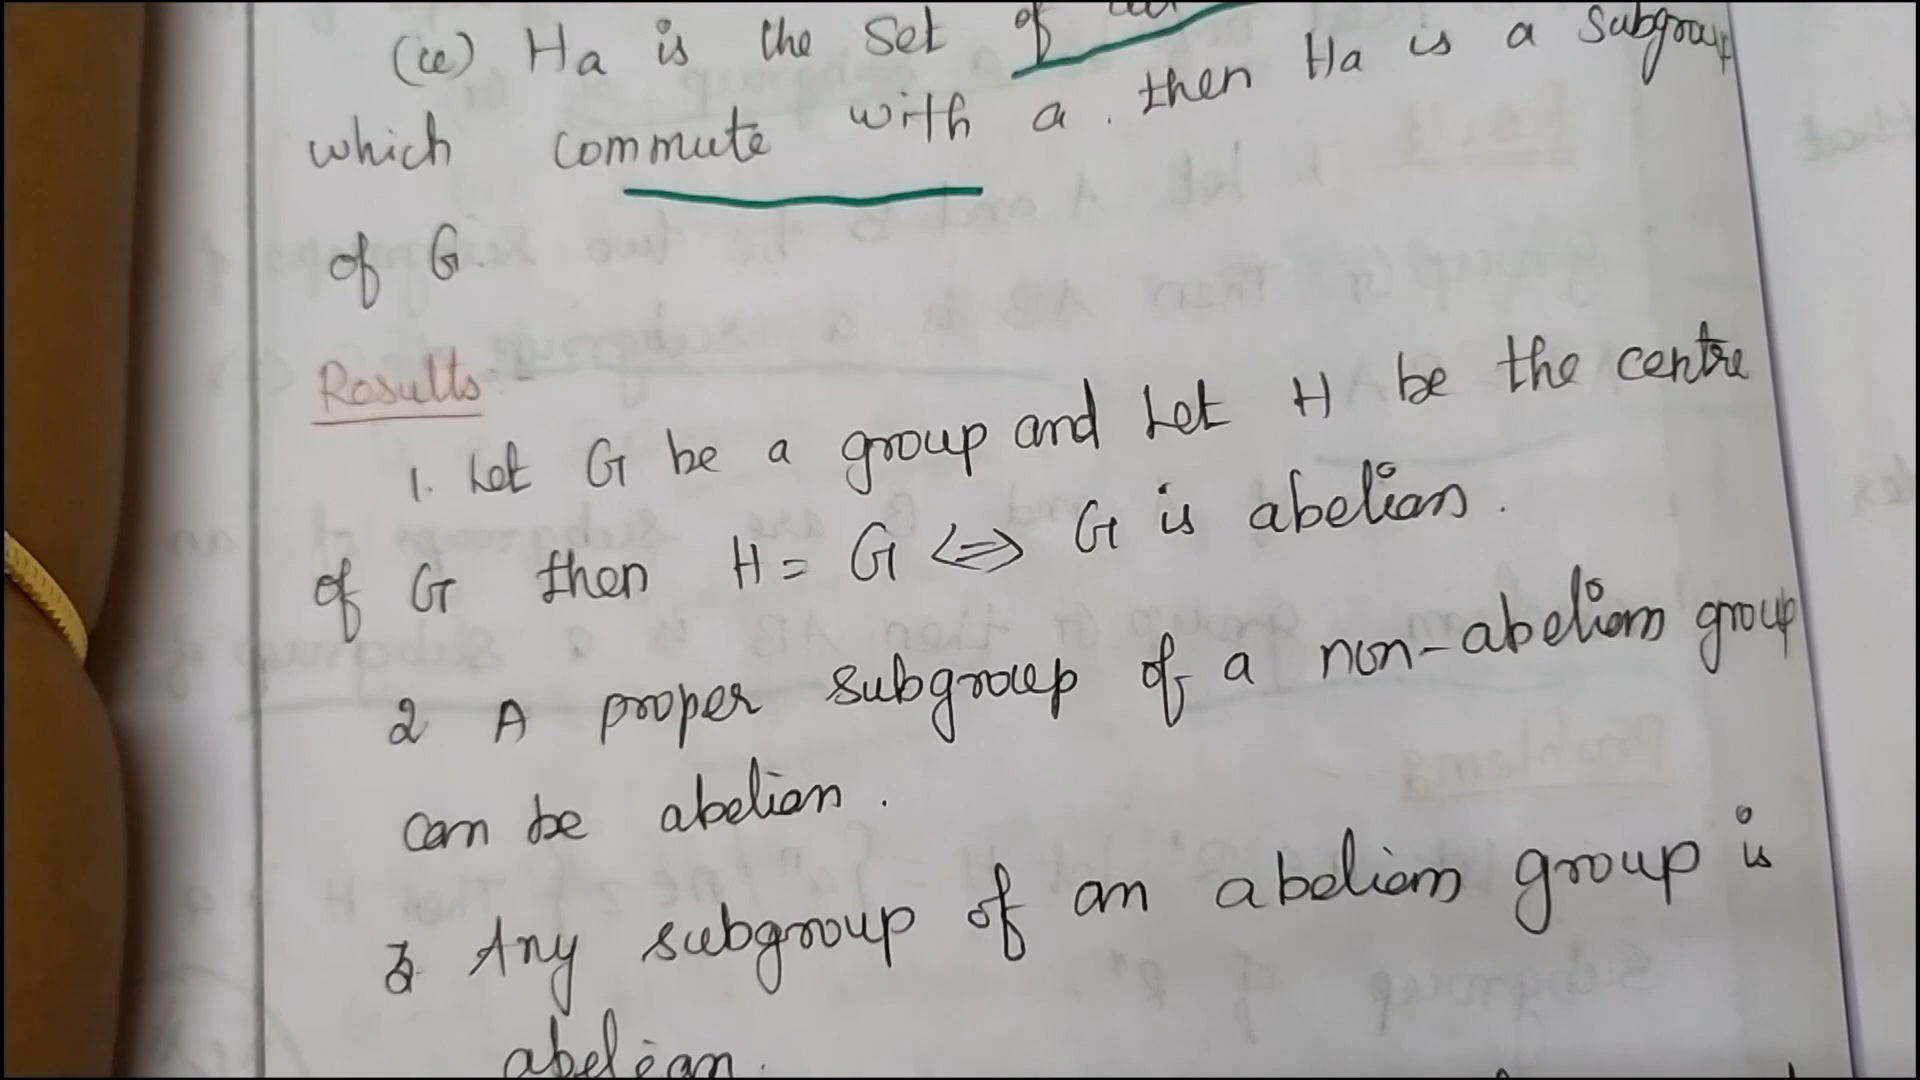 (ie) Ha is the set of
which commute with a. then Ha is a subgroup
of G.
Results
1. Let G be a group and Let H be the centre
of G then H = G <=> G is abelian.
2 A proper subgroup of a non-abelian group
can be abelian.
3. Any subgroup of an abelian group is
abelian.